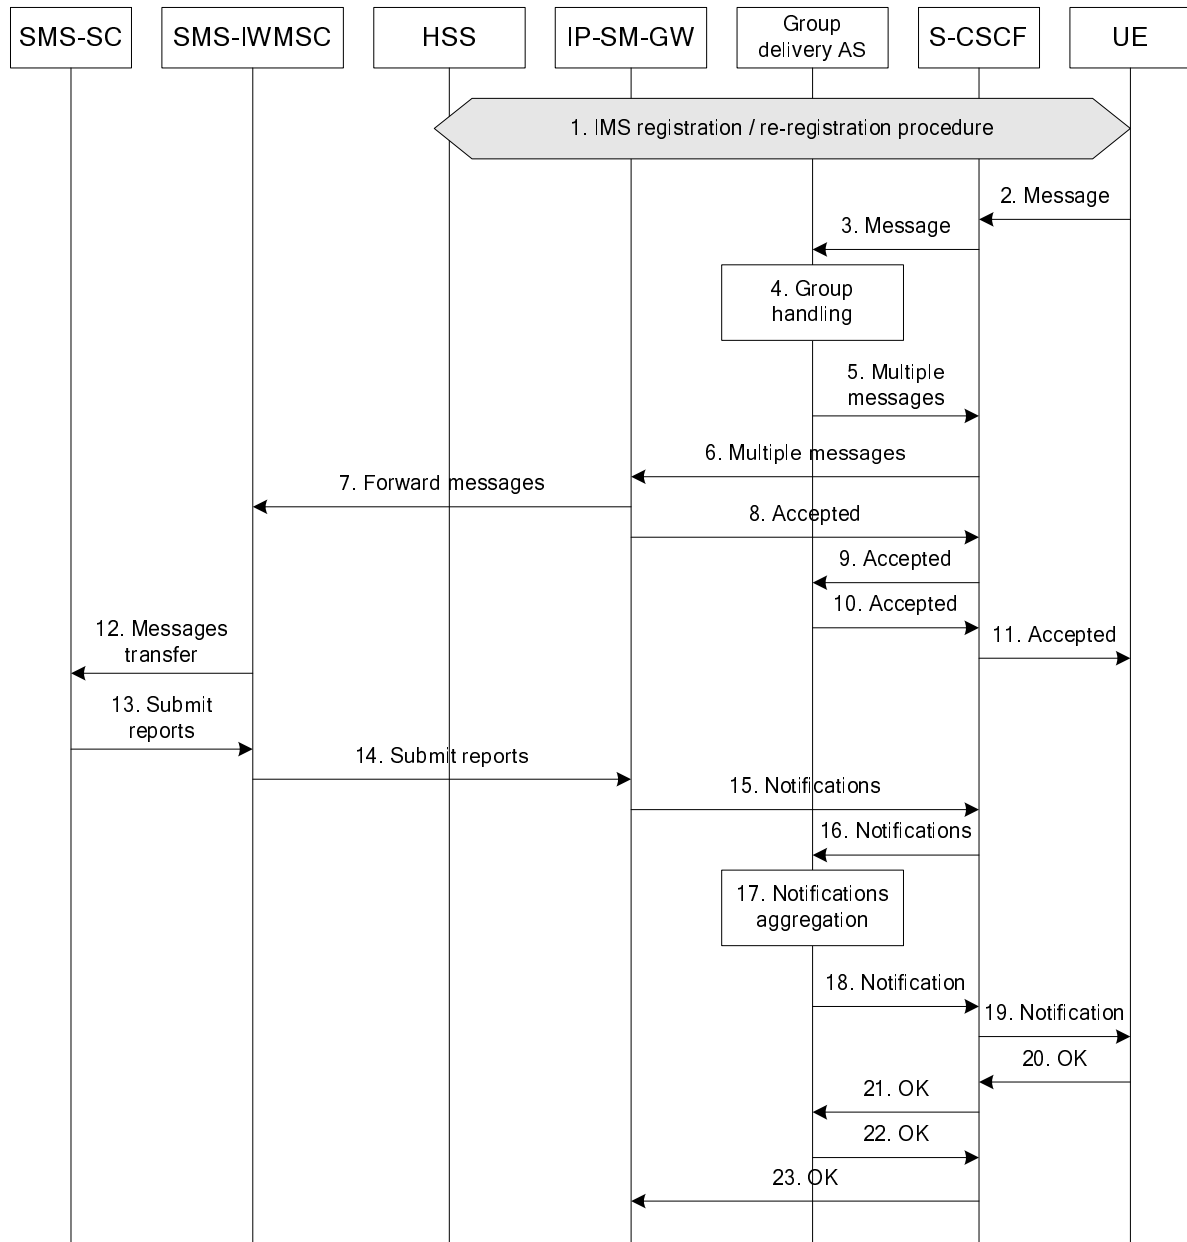 SMS-SC
SMS-IWMSC
HSS
IP-SM-GW
Group
delivery AS
S-CSCF
UE
1. IMS registration / re-registration procedure
2. Message
3. Message
4. Group
handling
5. Multiple
messages
6. Multiple messages
7. Forward messages
8. Accepted
9. Accepted
10. Accepted
11. Accepted
12. Messages
transfer
13. Submit
reports
14. Submit reports
15. Notifications
16. Notifications
17. Notifications
aggregation
18. Notification
19. Notification
20. OK
21. OK
22. OK
23. OK